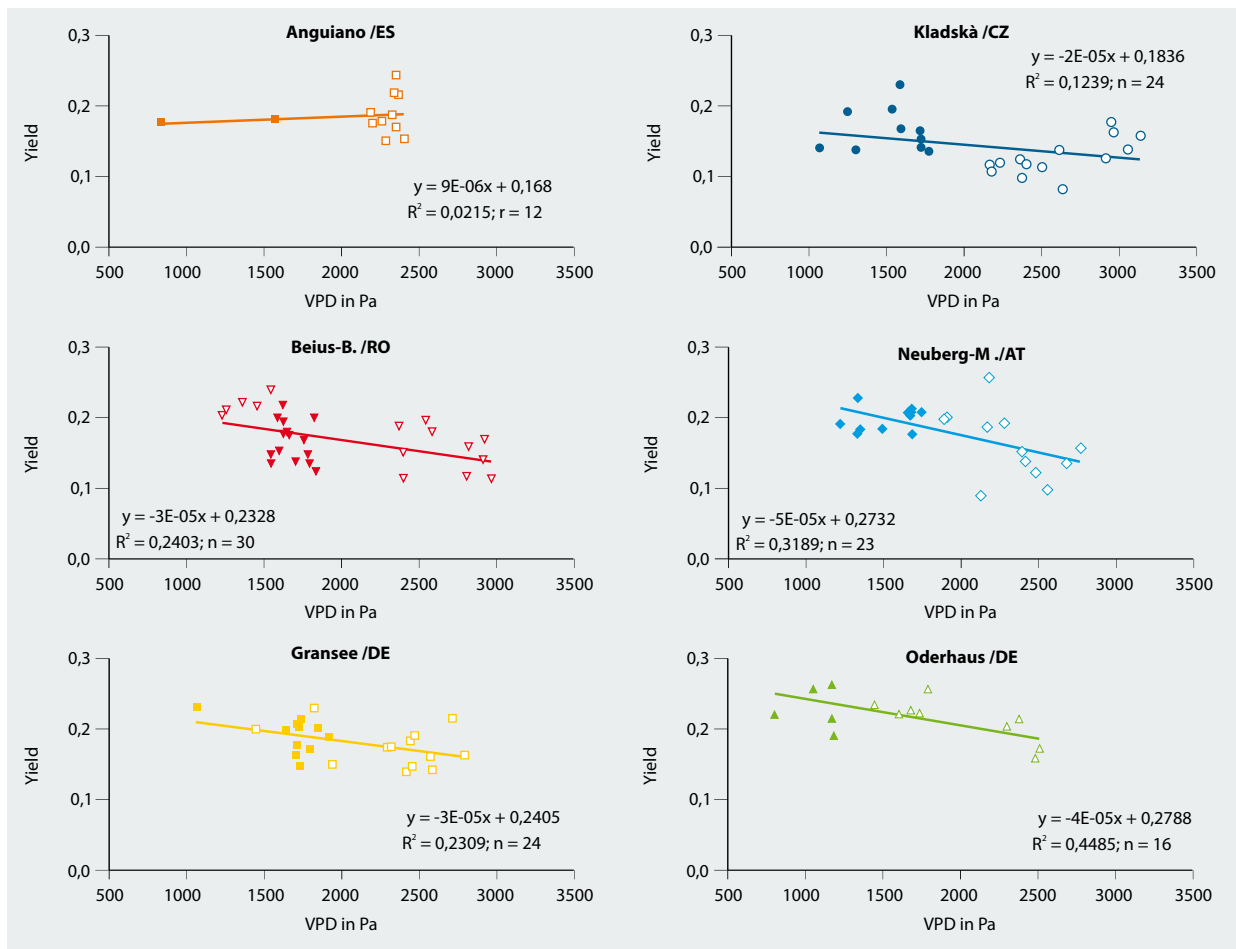 Anguiano /ES
0,3
0,2
0,1
0,0
Yield
y = 9E-06x + 0,168
R² = 0,0215; r = 12
500 1000 1500 2000 2500 3000 3500
VPD in Pa
Kladskà /CZ
0,3
0,2
0,1
0,0
Yield
y = -2E-05x + 0,1836
R² = 0,1239; n = 24
500 1000 1500 2000 2500 3000 3500
VPD in Pa
Beius-B. /RO
0,3
0,2
0,1
0,0
Yield
y = -3E-05x + 0,2328
R² = 0,2403; n = 30
500 1000 1500 2000 2500 3000 3500
VPD in Pa
Neuberg-M ./AT
0,3
0,2
0,1
0,0
Yield
y = -5E-05x + 0,2732
R² = 0,3189; n = 23
500 1000 1500 2000 2500 3000 3500
VPD in Pa
Gransee /DE
0,3
0,2
0,1
0,0
Yield
y = -3E-05x + 0,2405
R² = 0,2309; n = 24
500 1000 1500 2000 2500 3000 3500
VPD in Pa
Oderhaus /DE
0,3
0,2
0,1
0,0
Yield
y = -4E-05x + 0,2788
R² = 0,4485; n = 16
500 1000 1500 2000 2500 3000 3500
VPD in Pa